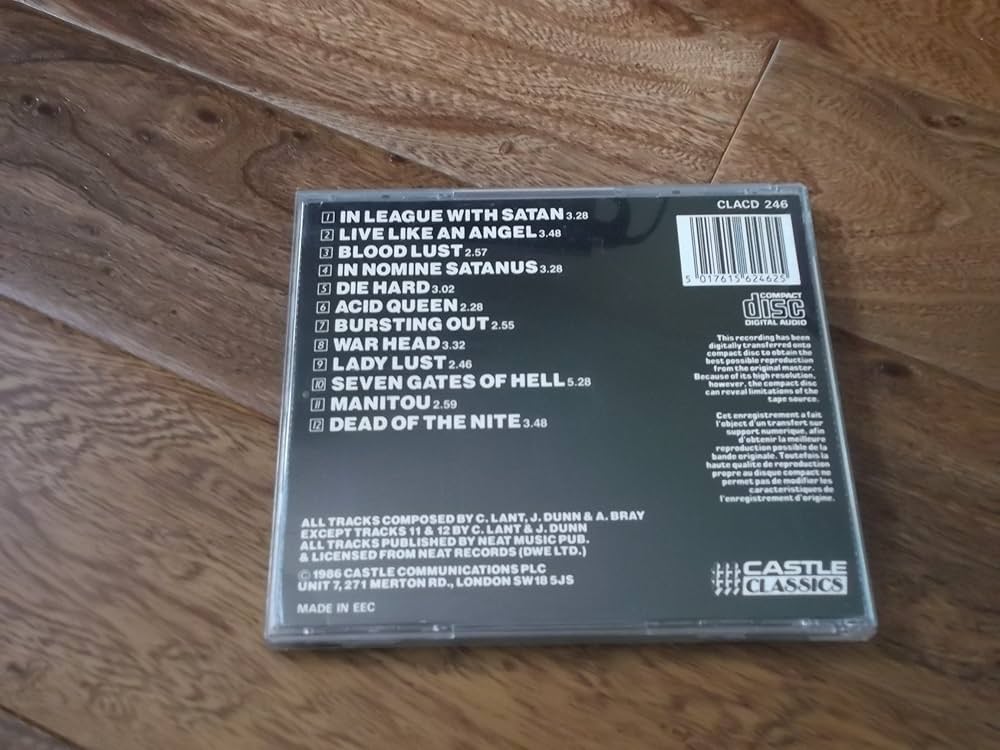 1 IN LEAGUE WITH SATAN 3.28
2 LIVE LIKE AN ANGEL 3.48
3 BLOOD LUST 2.57
4 IN NOMINE SATANUS 3.28
5 DIE HARD 3.02
6 ACID QUEEN 2.28
7 BURSTING OUT 2.55
8 WAR HEAD 3.32
9 LADY LUST 2.46
10 SEVEN GATES OF HELL 5.28
11 MANITOU 2.59
12 DEAD OF THE NITE 3.48
ALL TRACKS COMPOSED BY C. LANT, J. DUNN & A. BRAY
EXCEPT TRACKS 11 & 12 BY C. LANT & J. DUNN
ALL TRACKS PUBLISHED BY NEAT MUSIC PUB.
& LICENSED FROM NEAT RECORDS (DWE LTD.)
© 1986 CASTLE COMMUNICATIONS PLC
UNIT 7, 271 MERTON RD., LONDON SW18 5JS
MADE IN EEC
CLACD 246
5 017615 624625
COMPACT
disc
DIGITAL AUDIO
This recording has been
digitally transferred onto
compact disc to obtain the
best possible reproduction
from the original master.
Because of its high resolution,
however, the compact disc
can reveal limitations of the
tape source.
Cet enregistrement a fait
l'object d'un transfert sur
support numerique, afin
d'obtenir la meilleure
reproduction possible de la
bande originale. Toutefois la
haute qualite de reproduction
propre au disque compact ne
permet pas de modifier les
caracteristiques de
l'enregistrement d'origine.
CASTLE
CLASSICS